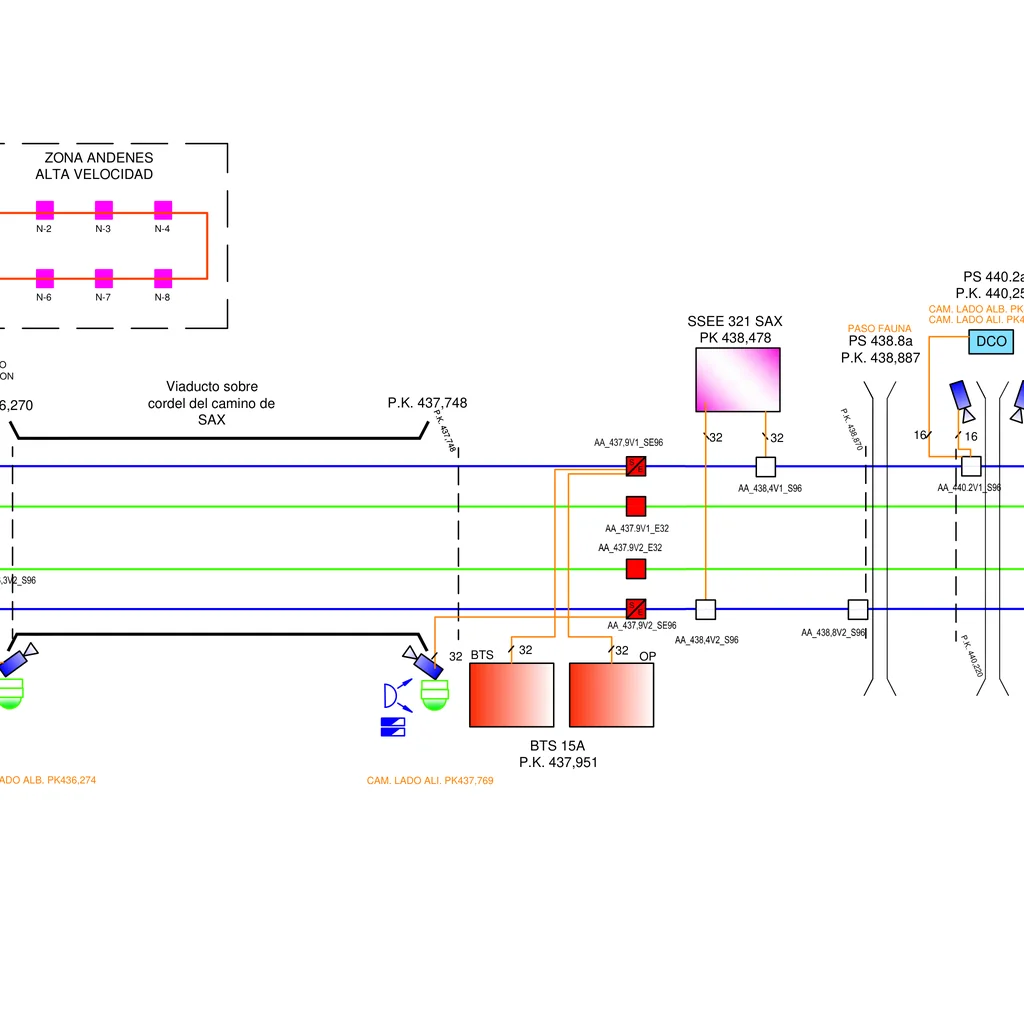 ZONA ANDENES
ALTA VELOCIDAD
N-2
N-3
N-4
N-6
N-7
N-8
PS 440.2a
P.K. 440,25
CAM. LADO ALB. PK
CAM. LADO ALI. PK4
DCO
SSEE 321 SAX
PK 438,478
PASO FAUNA
PS 438.8a
P.K. 438,887
O
ON
6,270
Viaducto sobre
cordel del camino de
SAX
P.K. 437,748
P.K. 437,748
P.K. 438,870
32
32
16
16
AA_437,9V1_SE96
S
E
AA_438,4V1_S96
AA_440.2V1_S96
AA_437.9V1_E32
AA_437.9V2_E32
,3V2_S96
S
E
AA_437,9V2_SE96
AA_438,4V2_S96
AA_438,8V2_S96
P.K. 440,220
32
BTS
32
32
OP
BTS 15A
P.K. 437,951
ADO ALB. PK436,274
CAM. LADO ALI. PK437,769